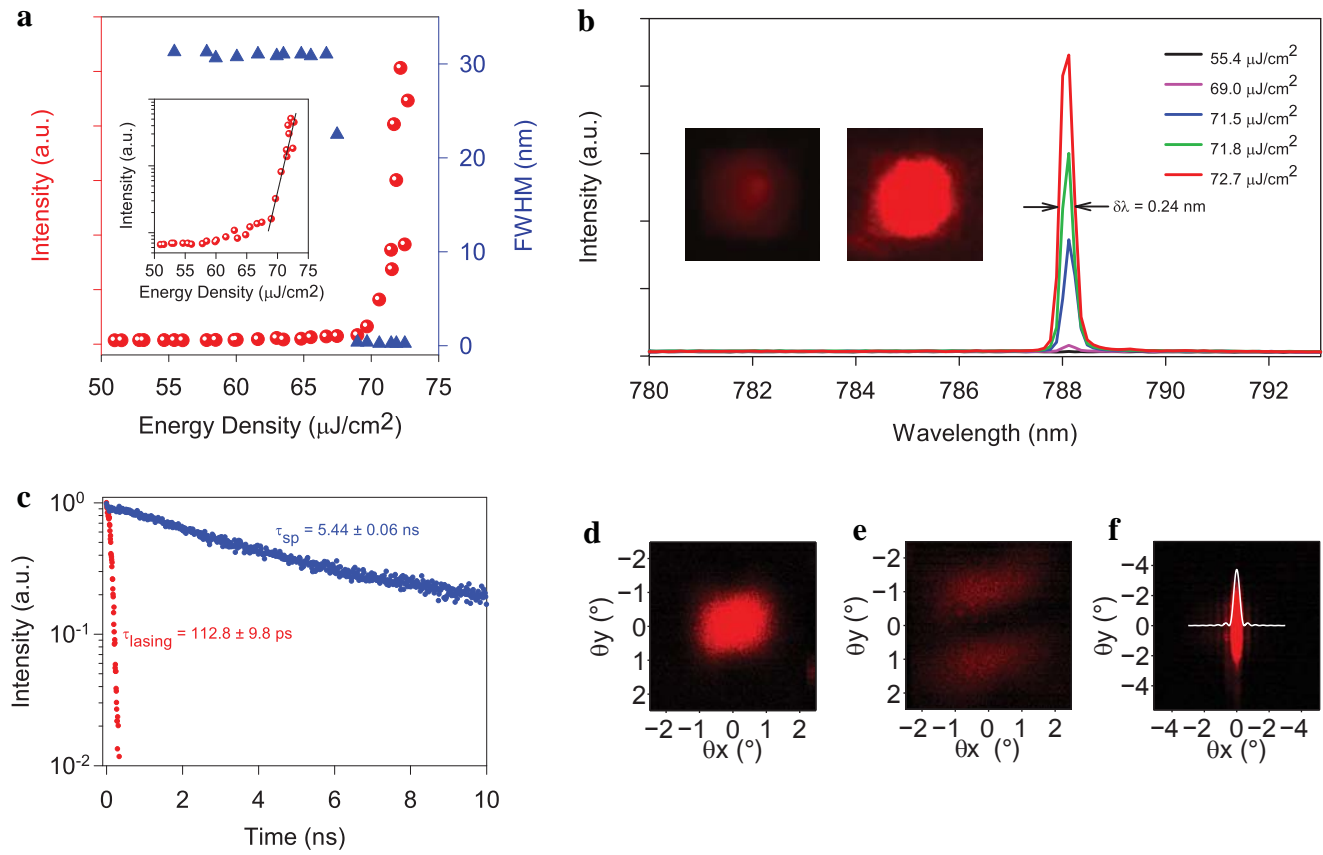 a
Intensity (a.u.)
30
20
10
0
FWHM (nm)
50 55 60 65 70 75
Energy Density (μJ/cm2)
Intensity (a.u.)
50 55 60 65 70 75
Energy Density (μJ/cm2)
b
Intensity (a.u.)
55.4 μJ/cm2
69.0 μJ/cm2
71.5 μJ/cm2
71.8 μJ/cm2
72.7 μJ/cm2
δλ = 0.24 nm
780 782 784 786 788 790 792
Wavelength (nm)
c
Intensity (a.u.)
10^0
10^-1
10^-2
τsp = 5.44 ± 0.06 ns
τlasing = 112.8 ± 9.8 ps
0 2 4 6 8 10
Time (ns)
d
θy (°)
−2
−1
0
1
2
−2 −1 0 1 2
θx (°)
e
θy (°)
−2
−1
0
1
2
−2 −1 0 1 2
θx (°)
f
θy (°)
−4
−2
0
−2
−4
−4 −2 0 −2 −4
θx (°)